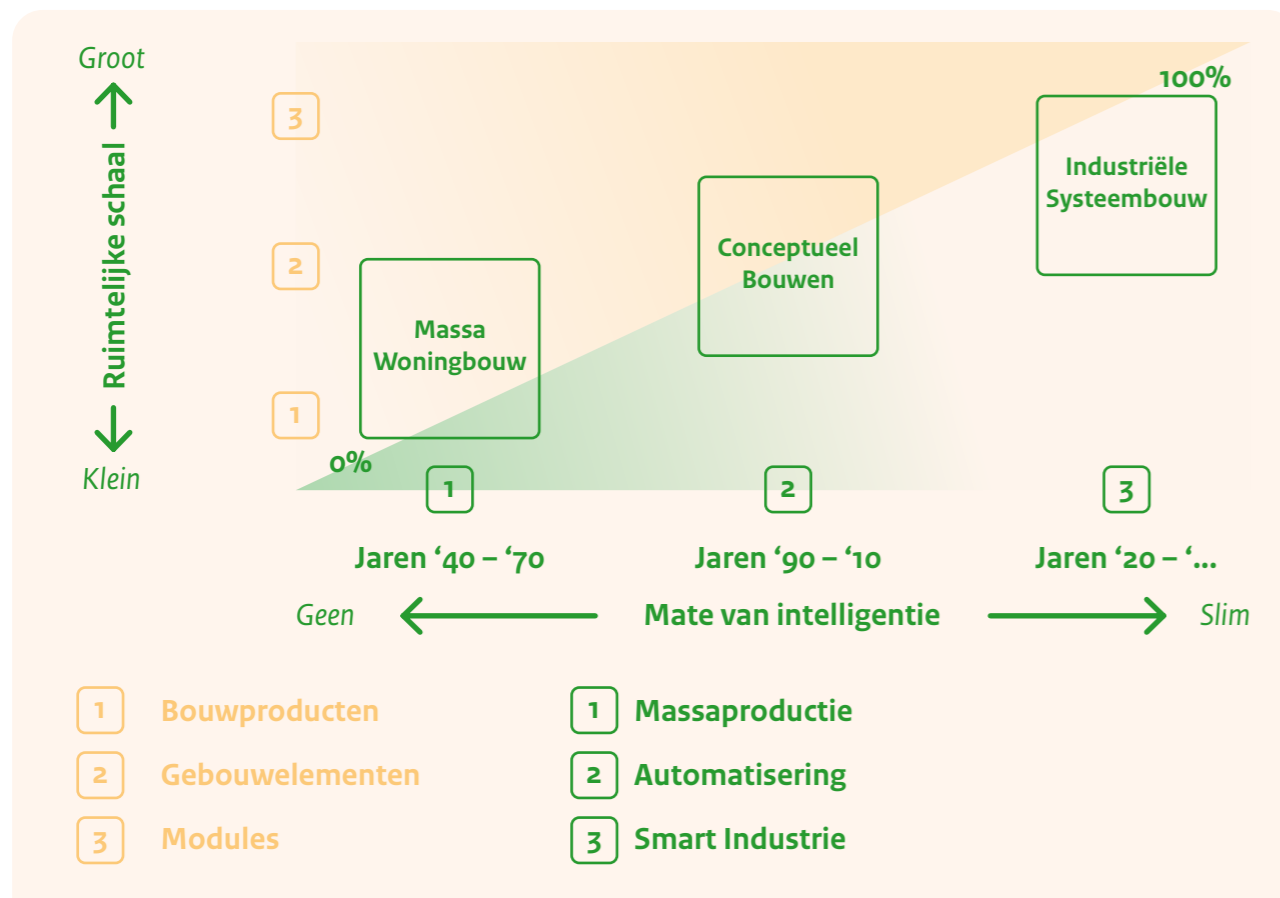 Groot
100%
3
Industriële
Systeembouw
Ruimtelijke schaal
Conceptueel
Bouwen
2
Massa
Woningbouw
1
0%
Klein
1
2
3
Jaren ‘40 – ‘70
Jaren ‘90 – ‘10
Jaren ‘20 – ‘...
Geen
Mate van intelligentie
Slim
1 Bouwproducten
2 Gebouwelementen
3 Modules
1 Massaproductie
2 Automatisering
3 Smart Industrie